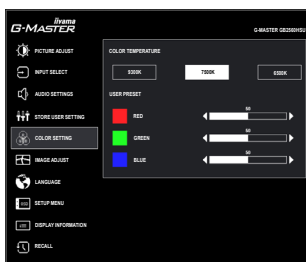 iiyama
G-MASTER
G-MASTER GB2560HSU
PICTURE ADJUST
INPUT SELECT
AUDIO SETTINGS
STORE USER SETTING
COLOR SETTING
IMAGE ADJUST
LANGUAGE
SETUP MENU
DISPLAY INFORMATION
RECALL
COLOR TEMPERATURE
9300K 7500K 6500K
USER PRESET
RED 50
GREEN 50
BLUE 50